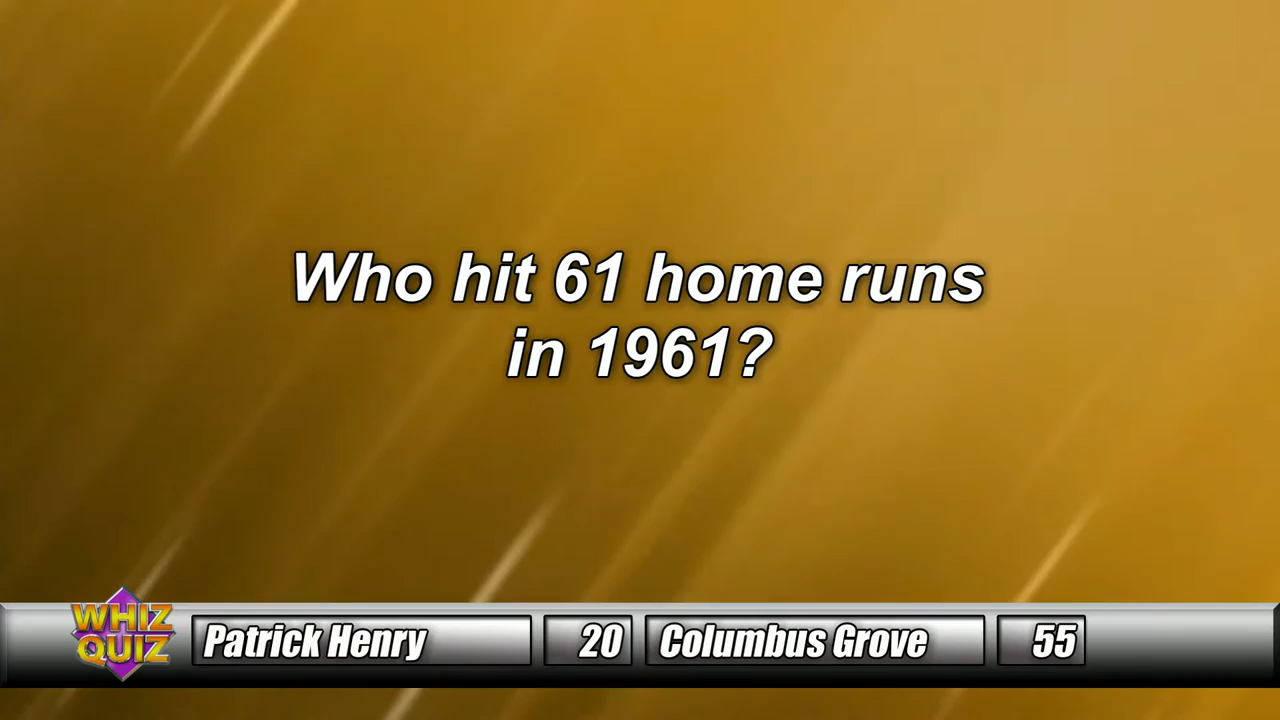 Who hit 61 home runs
in 1961?
WHIZ
QUIZ
Patrick Henry 20 Columbus Grove 55